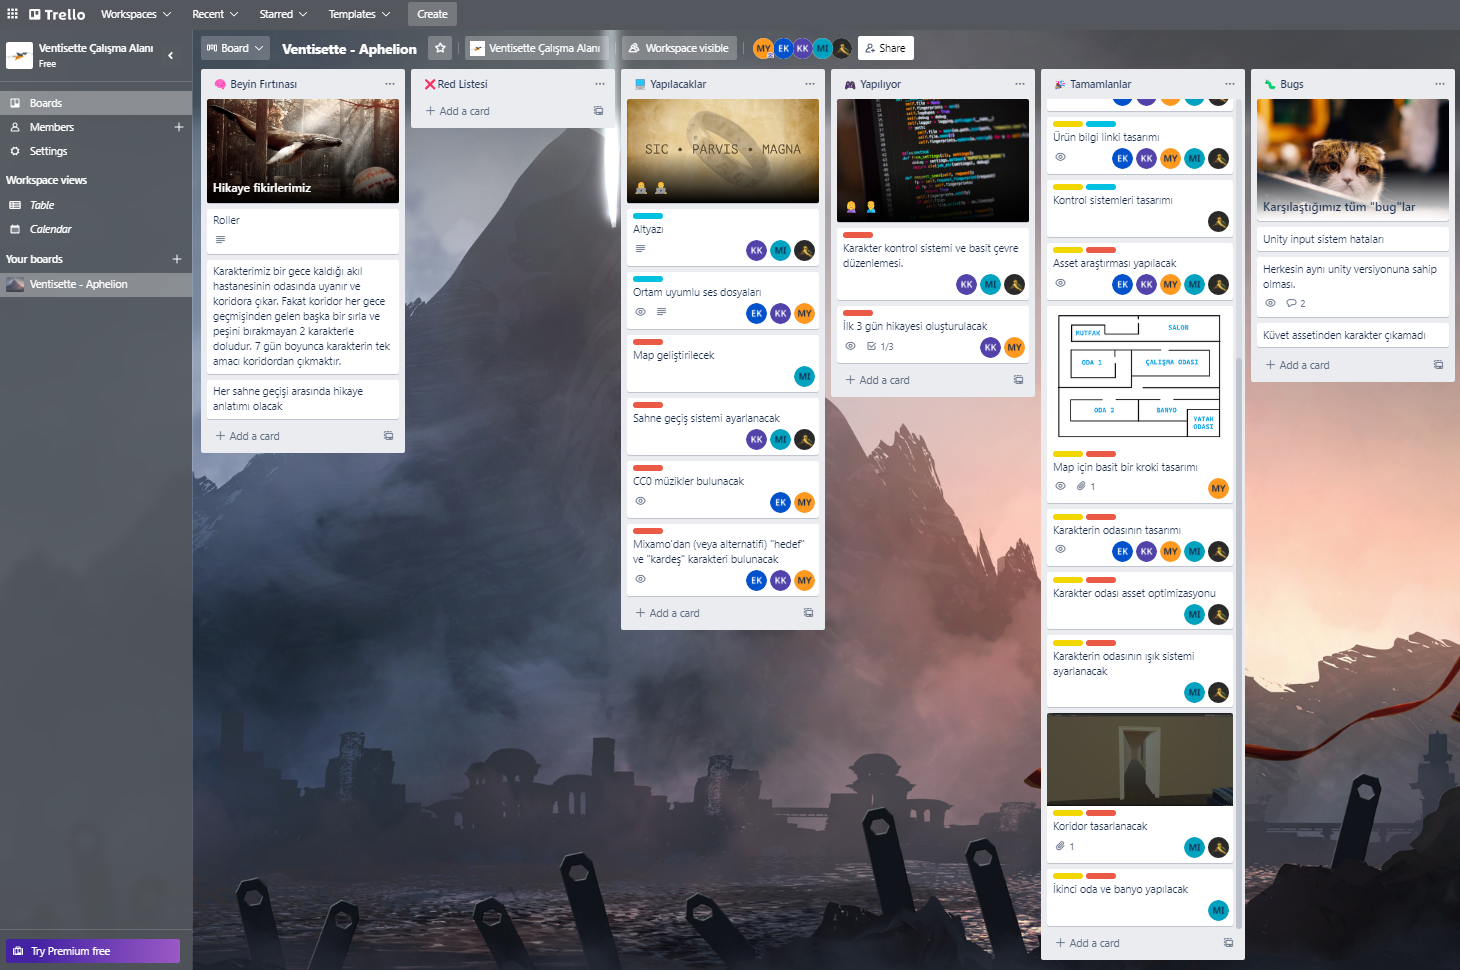 Trello
Workspaces
Recent
Starred
Templates
Create
Ventisette Çalışma Alanı
Free
Boards
Members
Settings
Workspace views
Table
Calendar
Your boards
Ventisette - Aphelion
Try Premium free
Board
Ventisette - Aphelion
Ventisette Çalışma Alanı
Workspace visible
MY EK KK MI
Share
Beyin Fırtınası
Hikaye fikirlerimiz
Roller
Karakterimiz bir gece kaldığı akıl
hastanesinin odasında uyanır ve
koridora çıkar. Fakat koridor her gece
geçmişinden gelen başka bir sırla ve
peşini bırakmayan 2 karakterle
doludur. 7 gün boyunca karakterin tek
amacı koridordan çıkmaktır.
Her sahne geçişi arasında hikaye
anlatımı olacak
Add a card
Red Listesi
Add a card
Yapılacaklar
SIC • PARVIS • MAGNA
Altyazı
KK MI
Ortam uyumlu ses dosyaları
EK KK MY
Map geliştirilecek
MI
Sahne geçiş sistemi ayarlanacak
KK MI
CC0 müzikler bulunacak
EK MY
Mixamo'dan (veya alternatifi) "hedef"
ve "kardeş" karakteri bulunacak
EK KK MY
Add a card
Yapılıyor
Karakter kontrol sistemi ve basit çevre
düzenlemesi.
KK MI
İlk 3 gün hikayesi oluşturulacak
1/3
KK MY
Add a card
Tamamlanlar
Ürün bilgi linki tasarımı
EK KK MY MI
Kontrol sistemleri tasarımı
Asset araştırması yapılacak
EK KK MY MI
MUTFAK
SALON
ODA 1
ÇALIŞMA ODASI
ODA 2
BANYO
YATAK
ODASI
Map için basit bir kroki tasarımı
1
MY
Karakterin odasının tasarımı
EK KK MY MI
Karakter odası asset optimizasyonu
MI
Karakterin odasının ışık sistemi
ayarlanacak
MI
Koridor tasarlanacak
1
MI
İkinci oda ve banyo yapılacak
MI
Add a card
Bugs
Karşılaştığımız tüm "bug"lar
Unity input sistem hataları
Herkesin aynı unity versiyonuna sahip
olması.
2
Küvet assetinden karakter çıkamadı
Add a card